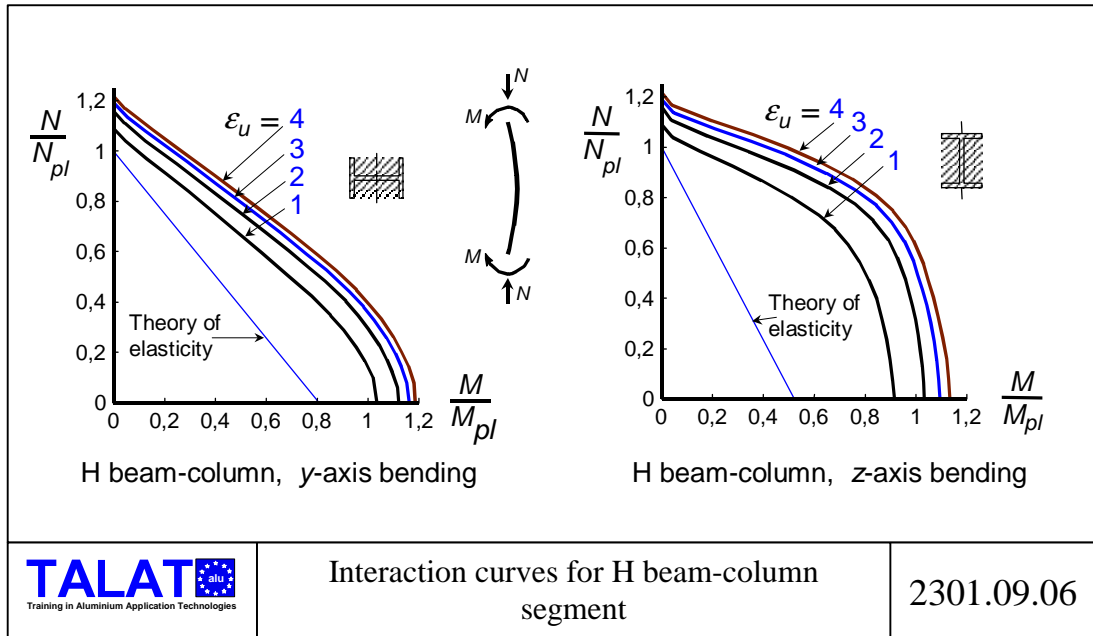 N
N_pl
1,2
1
0,8
0,6
0,4
0,2
0
0 0,2 0,4 0,6 0,8 1 1,2
ε_u = 4
3
2
1
Theory of
elasticity
M
M_pl
H beam-column, y-axis bending
N
M
M
N
N
N_pl
1,2
1
0,8
0,6
0,4
0,2
0
0 0,2 0,4 0,6 0,8 1 1,2
ε_u = 4
3
2
1
Theory of
elasticity
M
M_pl
H beam-column, z-axis bending
TALAT alu
Training in Aluminium Application Technologies
Interaction curves for H beam-column
segment
2301.09.06